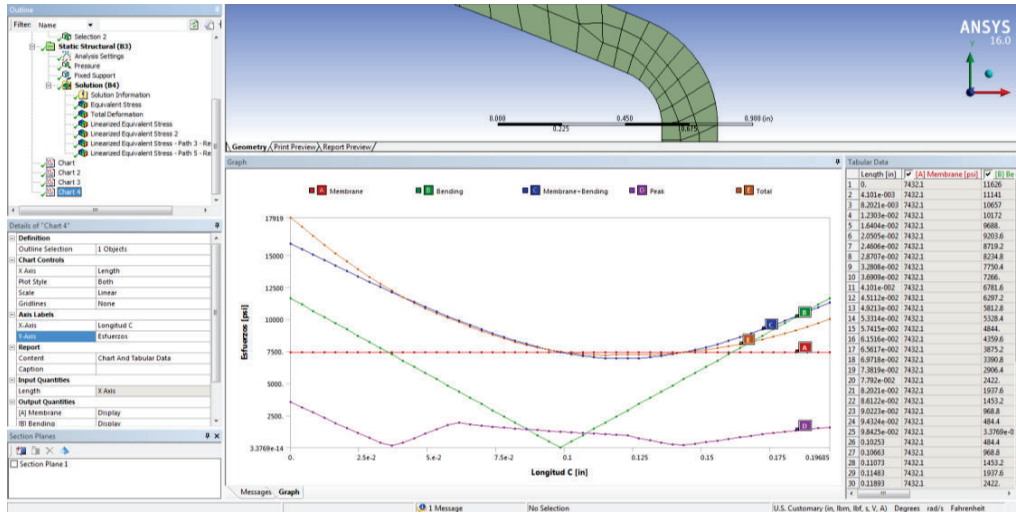 Outline
Filter: Name
Selection 2
Static Structural (B3)
Analysis Settings
Pressure
Fixed Support
Solution (B4)
Solution Information
Equivalent Stress
Total Deformation
Linearized Equivalent Stress
Linearized Equivalent Stress 2
Linearized Equivalent Stress - Path 3 - Re
Linearized Equivalent Stress - Path 5 - Re
Chart
Chart 2
Chart 3
Chart 4
Details of "Chart 4"
Definition
Outline Selection 1 Objects
Chart Controls
X Axis Length
Plot Style Both
Scale Linear
Gridlines None
Axis Labels
X-Axis Longitud C
Y-Axis Esfuerzos
Report
Content Chart And Tabular Data
Caption
Input Quantities
Length X Axis
Output Quantities
[A] Membrane Display
[B] Bending Display
Section Planes
Section Plane 1
ANSYS
16.0
Y
0.000 0.450 0.900 (in)
0.225 0.675
Geometry Print Preview Report Preview
Graph
A Membrane B Bending C Membrane+Bending D Peak E Total
Esfuerzos [psi]
17919
15000
12500
10000
7500.
5000.
2500.
3.3769e-14
0. 2.5e-2 5.e-2 7.5e-2 0.1 0.125 0.15 0.175 0.19685
Longitud C [in]
A
B
C
D
E
Messages Graph
Tabular Data
Length [in] [A] Membrane [psi] [B] Be
1 0. 7432.1 11626
2 4.101e-003 7432.1 11141
3 8.2021e-003 7432.1 10657
4 1.2303e-002 7432.1 10172
5 1.6404e-002 7432.1 9688.
6 2.0505e-002 7432.1 9203.6
7 2.4606e-002 7432.1 8719.2
8 2.8707e-002 7432.1 8234.8
9 3.2808e-002 7432.1 7750.4
10 3.6909e-002 7432.1 7266.
11 4.101e-002 7432.1 6781.6
12 4.5112e-002 7432.1 6297.2
13 4.9213e-002 7432.1 5812.8
14 5.3314e-002 7432.1 5328.4
15 5.7415e-002 7432.1 4844.
16 6.1516e-002 7432.1 4359.6
17 6.5617e-002 7432.1 3875.2
18 6.9718e-002 7432.1 3390.8
19 7.3819e-002 7432.1 2906.4
20 7.792e-002 7432.1 2422.
21 8.2021e-002 7432.1 1937.6
22 8.6122e-002 7432.1 1453.2
23 9.0223e-002 7432.1 968.8
24 9.4324e-002 7432.1 484.4
25 9.8425e-002 7432.1 3.3769e-0
26 0.10253 7432.1 484.4
27 0.10663 7432.1 968.8
28 0.11073 7432.1 1453.2
29 0.11483 7432.1 1937.6
30 0.11893 7432.1 2422.
1 Message No Selection U.S. Customary (in, lbm, lbf, s, V, A) Degrees rad/s Fahrenheit